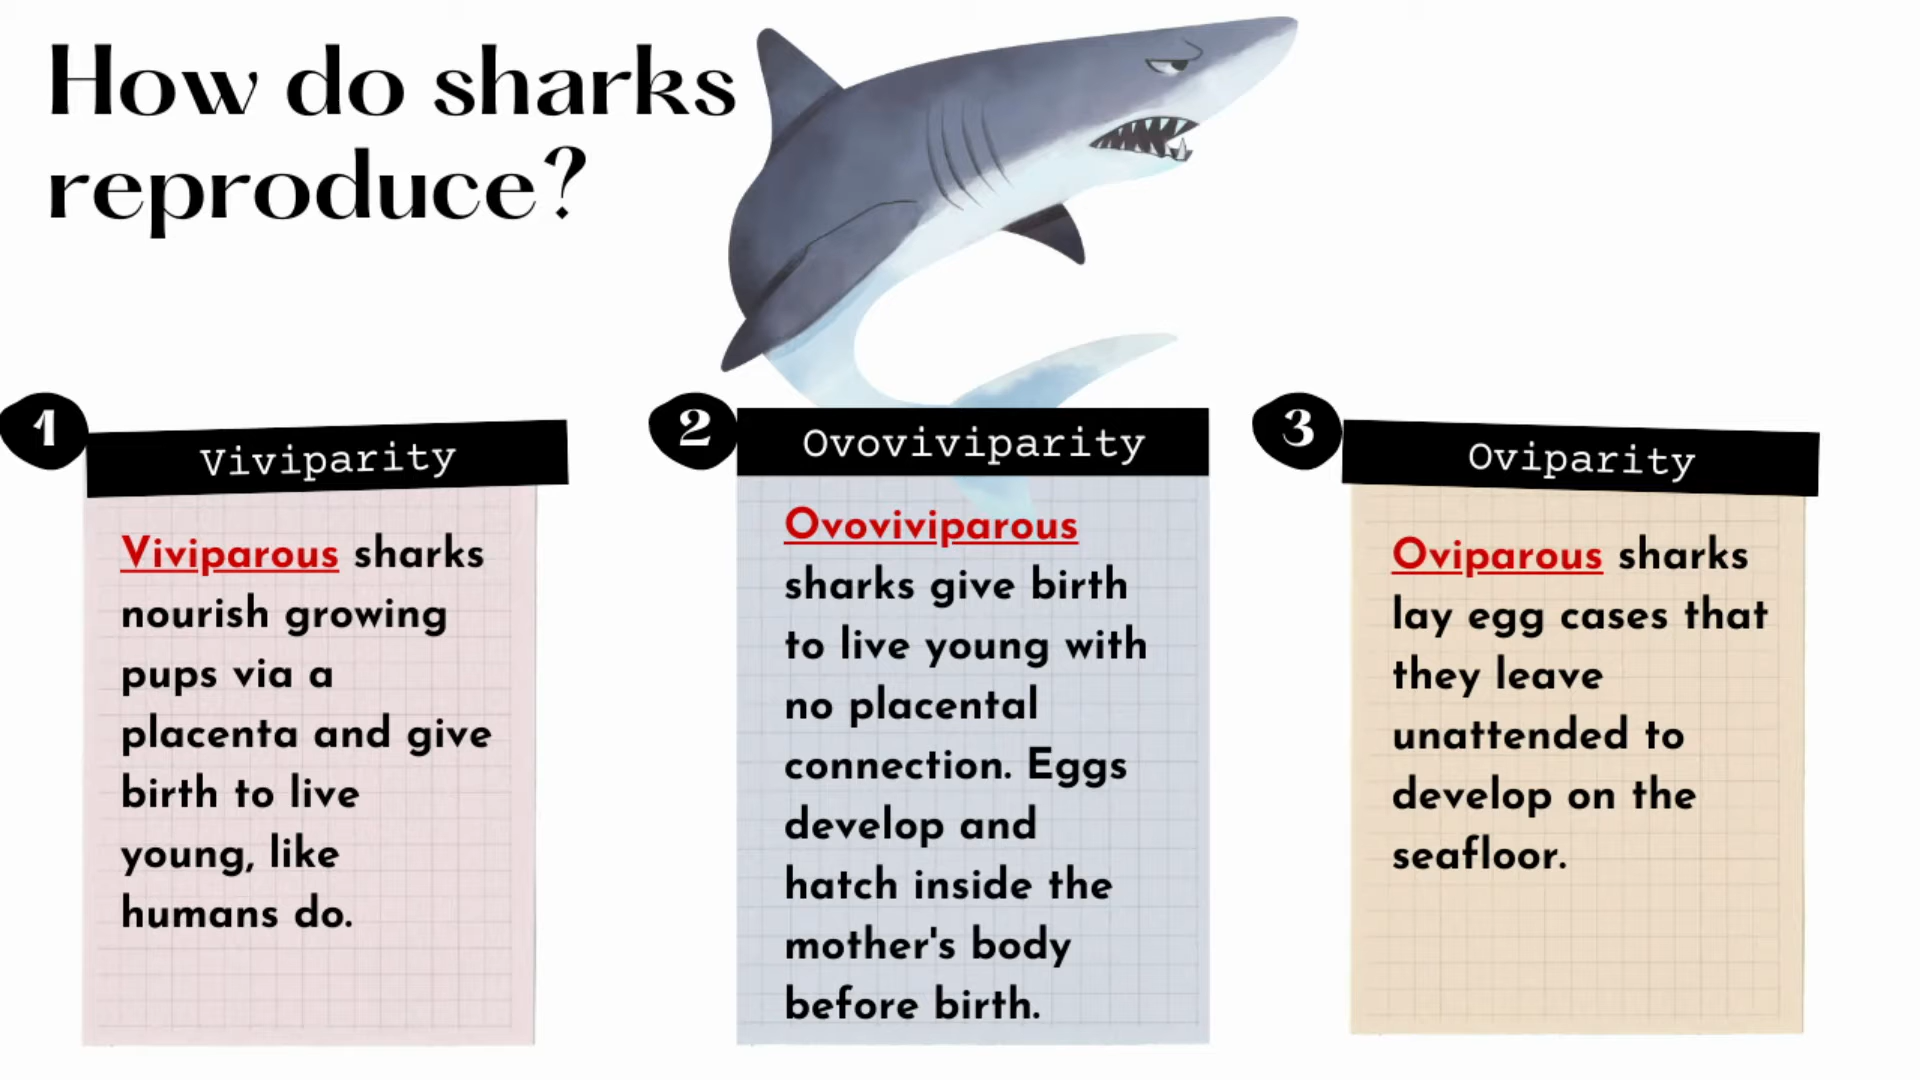 How do sharks
reproduce?
1
Viviparity
Viviparous sharks
nourish growing
pups via a
placenta and give
birth to live
young, like
humans do.
2
Ovoviviparity
Ovoviviparous
sharks give birth
to live young with
no placental
connection. Eggs
develop and
hatch inside the
mother's body
before birth.
3
Oviparity
Oviparous sharks
lay egg cases that
they leave
unattended to
develop on the
seafloor.